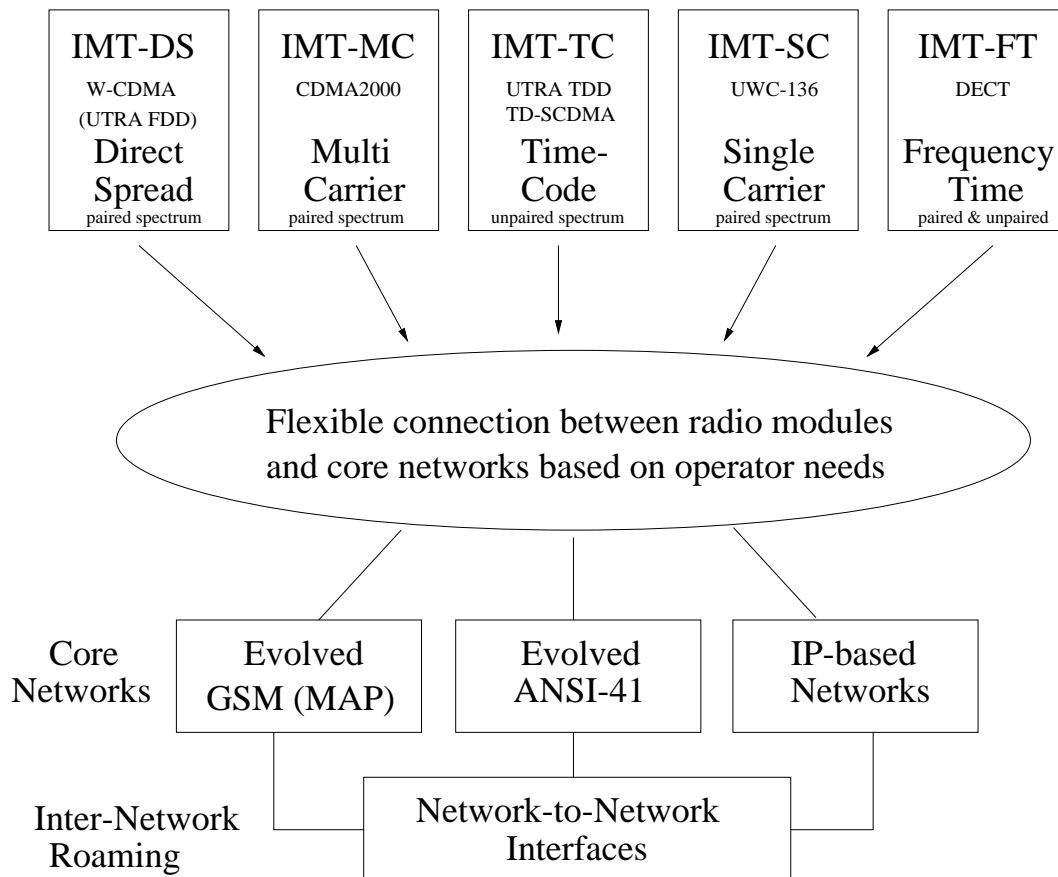 IMT-DS
W-CDMA
(UTRA FDD)
Direct
Spread
paired spectrum
IMT-MC
CDMA2000
Multi
Carrier
paired spectrum
IMT-TC
UTRA TDD
TD-SCDMA
Time-
Code
unpaired spectrum
IMT-SC
UWC-136
Single
Carrier
paired spectrum
IMT-FT
DECT
Frequency
Time
paired & unpaired
Flexible connection between radio modules
and core networks based on operator needs
Core
Networks
Evolved
GSM (MAP)
Evolved
ANSI-41
IP-based
Networks
Inter-Network
Roaming
Network-to-Network
Interfaces